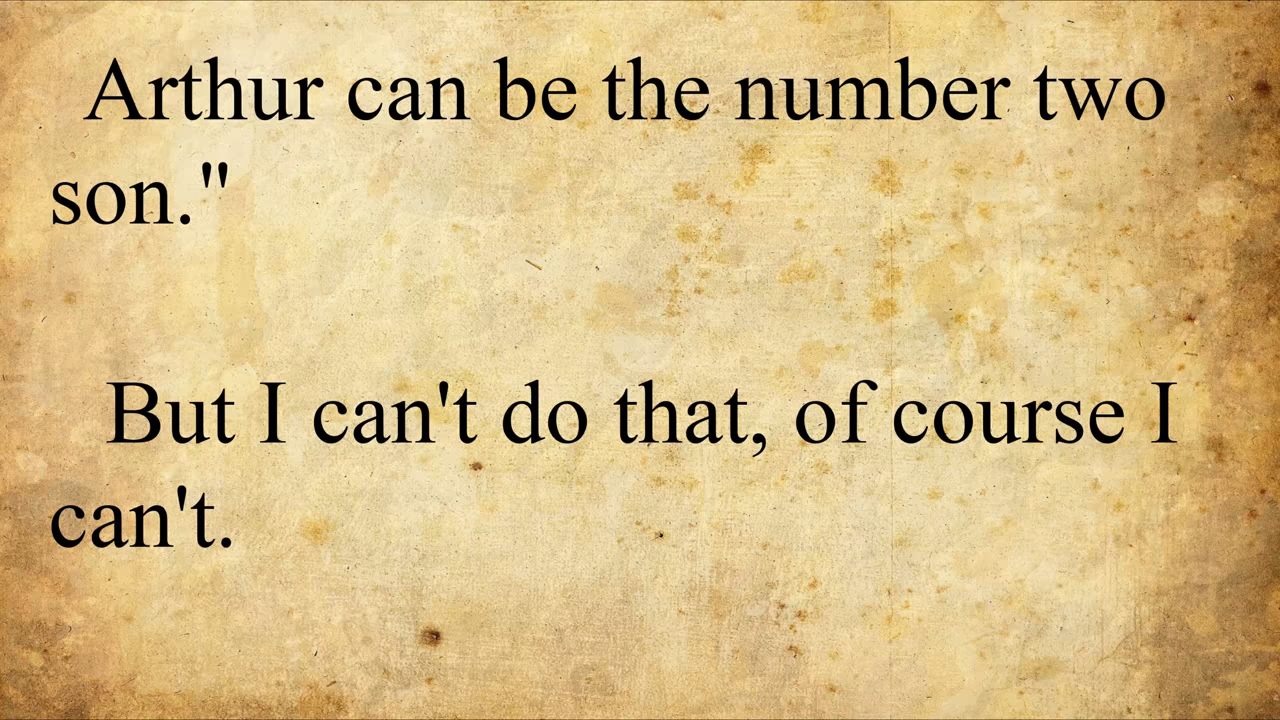 Arthur can be the number two
son."
But I can't do that, of course I
can't.